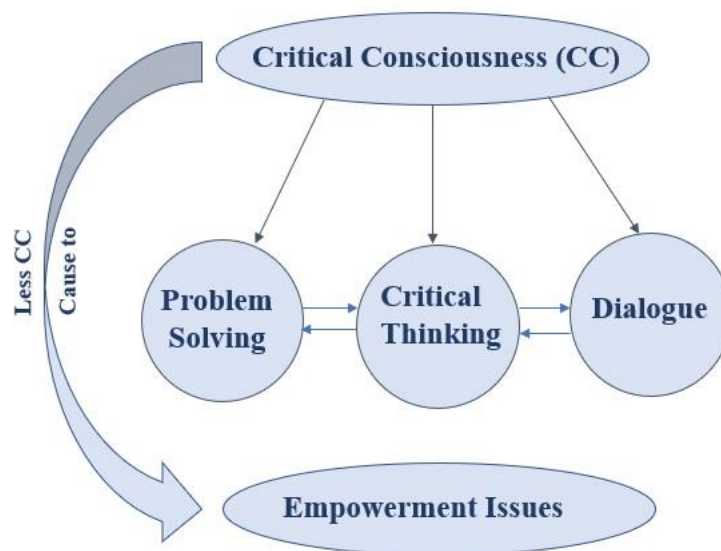 Critical Consciousness (CC)
Less CC
Cause to
Problem
Solving
Critical
Thinking
Dialogue
Empowerment Issues